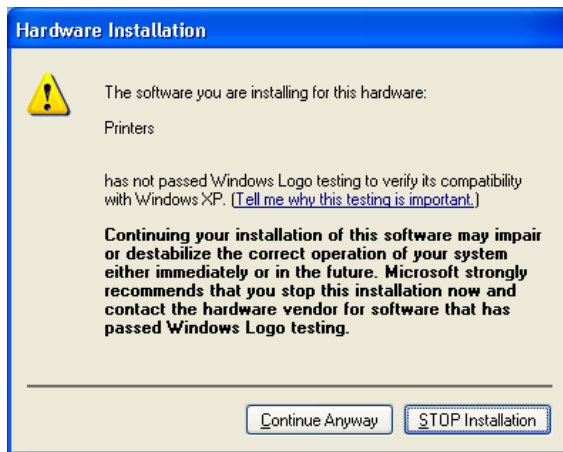 Hardware Installation
The software you are installing for this hardware:
Printers
has not passed Windows Logo testing to verify its compatibility
with Windows XP. (Tell me why this testing is important.)
Continuing your installation of this software may impair
or destabilize the correct operation of your system
either immediately or in the future. Microsoft strongly
recommends that you stop this installation now and
contact the hardware vendor for software that has
passed Windows Logo testing.
Continue Anyway
STOP Installation